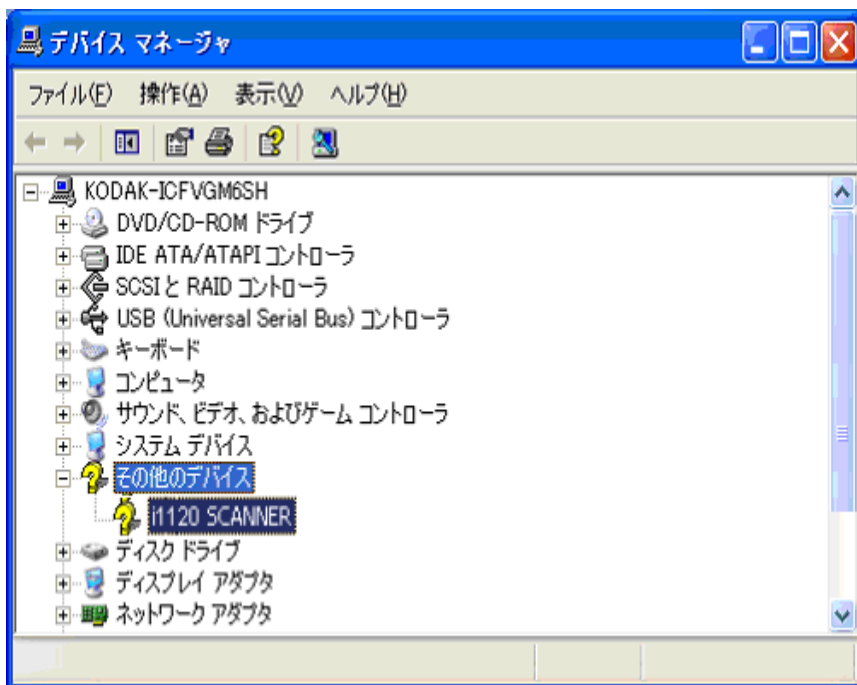 デバイス マネージャ
ファイル(F) 操作(A) 表示(V) ヘルプ(H)
KODAK-ICFVGM6SH
DVD/CD-ROM ドライブ
IDE ATA/ATAPI コントローラ
SCSI と RAID コントローラ
USB (Universal Serial Bus) コントローラ
キーボード
コンピュータ
サウンド、ビデオ、およびゲーム コントローラ
システム デバイス
その他のデバイス
i1120 SCANNER
ディスク ドライブ
ディスプレイ アダプタ
ネットワーク アダプタ